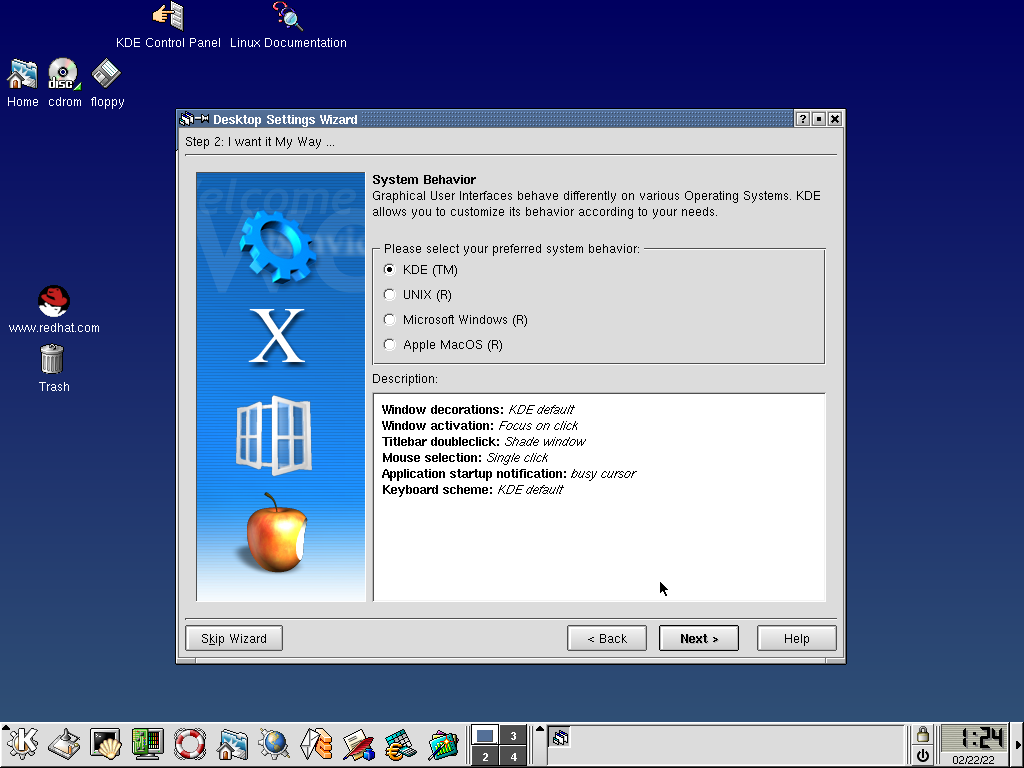 KDE Control Panel
Linux Documentation
Home
disc
cdrom
floppy
www.redhat.com
Trash
Desktop Settings Wizard
Step 2: I want it My Way ...
Welcome
System Behavior
Graphical User Interfaces behave differently on various Operating Systems. KDE
allows you to customize its behavior according to your needs.
Please select your preferred system behavior:
KDE (TM)
UNIX (R)
Microsoft Windows (R)
Apple MacOS (R)
X
Description:
Window decorations: KDE default
Window activation: Focus on click
Titlebar doubleclick: Shade window
Mouse selection: Single click
Application startup notification: busy cursor
Keyboard scheme: KDE default
Skip Wizard
< Back
Next >
Help
K
3
2
4
1:24
02/22/22